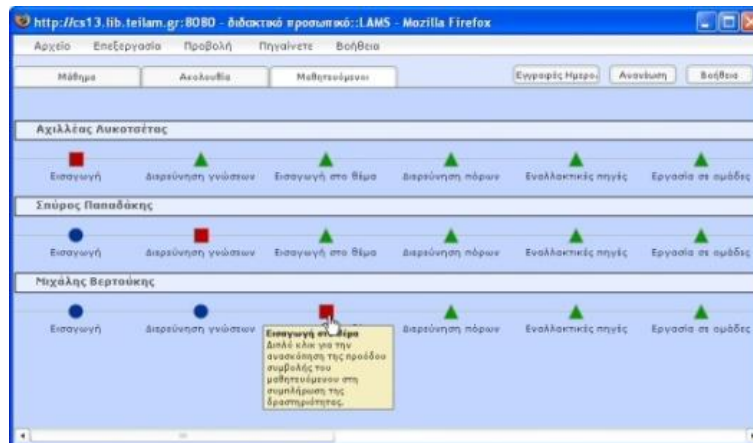 http://cs13.lib.teilam.gr:8080 - διδακτικό προσωπικό::LAMS - Mozilla Firefox
Αρχείο Επεξεργασία Προβολή Πηγαίνετε Βοήθεια
Μάθημα Ακολουθία Μαθητευόμενοι Εγγραφές Ημερο. Ανανέωση Βοήθεια
Αχιλλέας Λυκοτσέτας
Εισαγωγή Διερεύνηση γνώσεων Εισαγωγή στο θέμα Διερεύνηση πόρων Εναλλακτικές πηγές Εργασία σε ομάδες
Σπύρος Παπαδάκης
Εισαγωγή Διερεύνηση γνώσεων Εισαγωγή στο θέμα Διερεύνηση πόρων Εναλλακτικές πηγές Εργασία σε ομάδες
Μιχάλης Βερτούκης
Εισαγωγή Διερεύνηση γνώσεων Διερεύνηση πόρων Εναλλακτικές πηγές Εργασία σε ομάδες
Εισαγωγή στο θέμα
Διπλό κλικ για την
ανασκόπηση της προόδου
συμβολής του
μαθητευόμενου στη
συμπλήρωση της
δραστηριότητας.